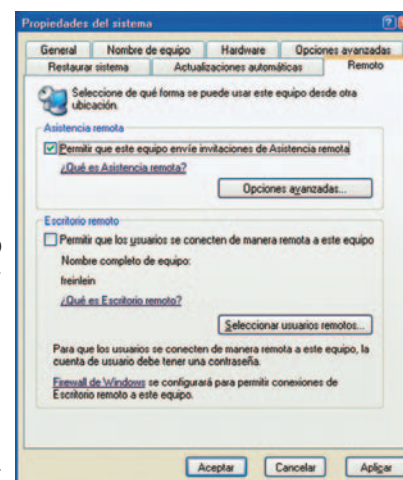 Propiedades del sistema
General Nombre de equipo Hardware Opciones avanzadas
Restaurar sistema Actualizaciones automáticas Remoto
Seleccione de qué forma se puede usar este equipo desde otra
ubicación.
Asistencia remota
Permitir que este equipo envíe invitaciones de Asistencia remota
¿Qué es Asistencia remota?
Opciones avanzadas...
Escritorio remoto
Permitir que los usuarios se conecten de manera remota a este equipo
Nombre completo de equipo:
freinlein
¿Qué es Escritorio remoto?
Seleccionar usuarios remotos...
Para que los usuarios se conecten de manera remota a este equipo, la
cuenta de usuario debe tener una contraseña.
Firewall de Windows se configurará para permitir conexiones de
Escritorio remoto a este equipo.
Aceptar Cancelar Aplicar